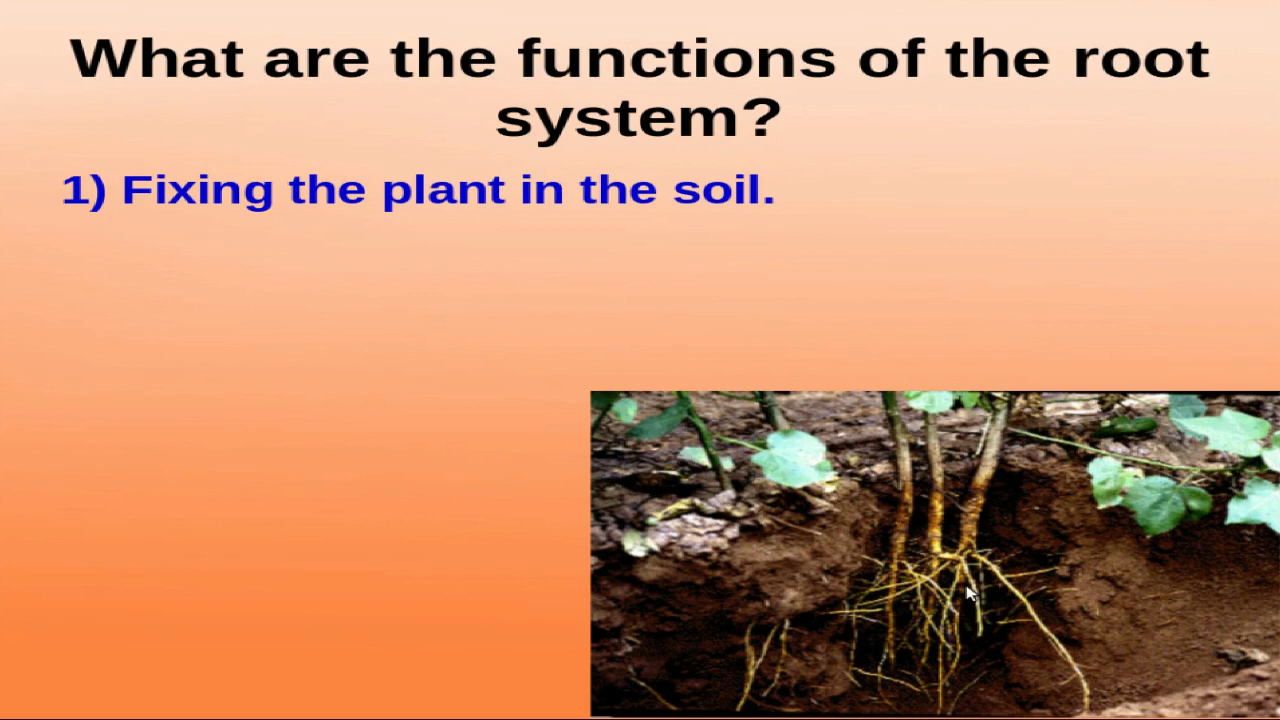 What are the functions of the root
system?
1) Fixing the plant in the soil.